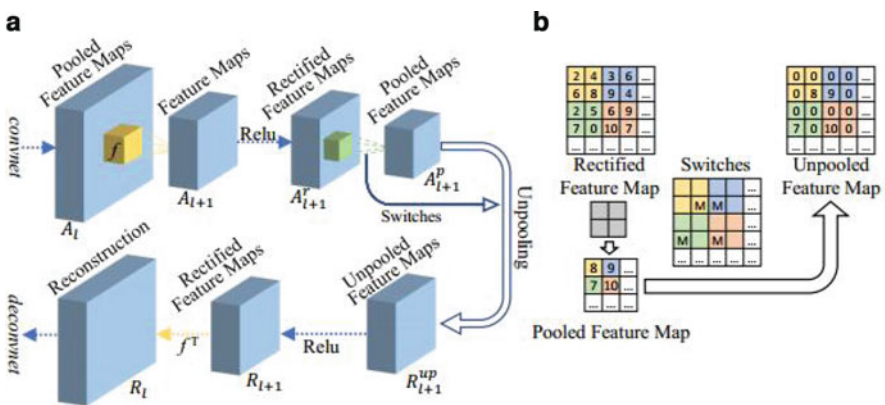 a
Pooled
Feature Maps
Feature Maps
Rectified
Feature Maps
Pooled
Feature Maps
convnet
f
Relu
A_l
A_{l+1}
A^r_{l+1}
A^p_{l+1}
Switches
Unpooling
Reconstruction
Rectified
Feature Maps
Unpooled
Feature Maps
deconvnet
f^T
Relu
R_l
R_{l+1}
R^{up}_{l+1}
b
2 4 3 6 ...
6 8 9 4 ...
2 5 6 9 ...
7 0 10 7 ...
... ... ... ... ...
Rectified
Feature Map
Switches
...
M M ...
...
M M ...
... ... ... ... ...
0 0 0 0 ...
0 8 9 0 ...
0 0 0 0 ...
7 0 10 0 ...
... ... ... ... ...
Unpooled
Feature Map
8 9 ...
7 10 ...
... ... ...
Pooled Feature Map